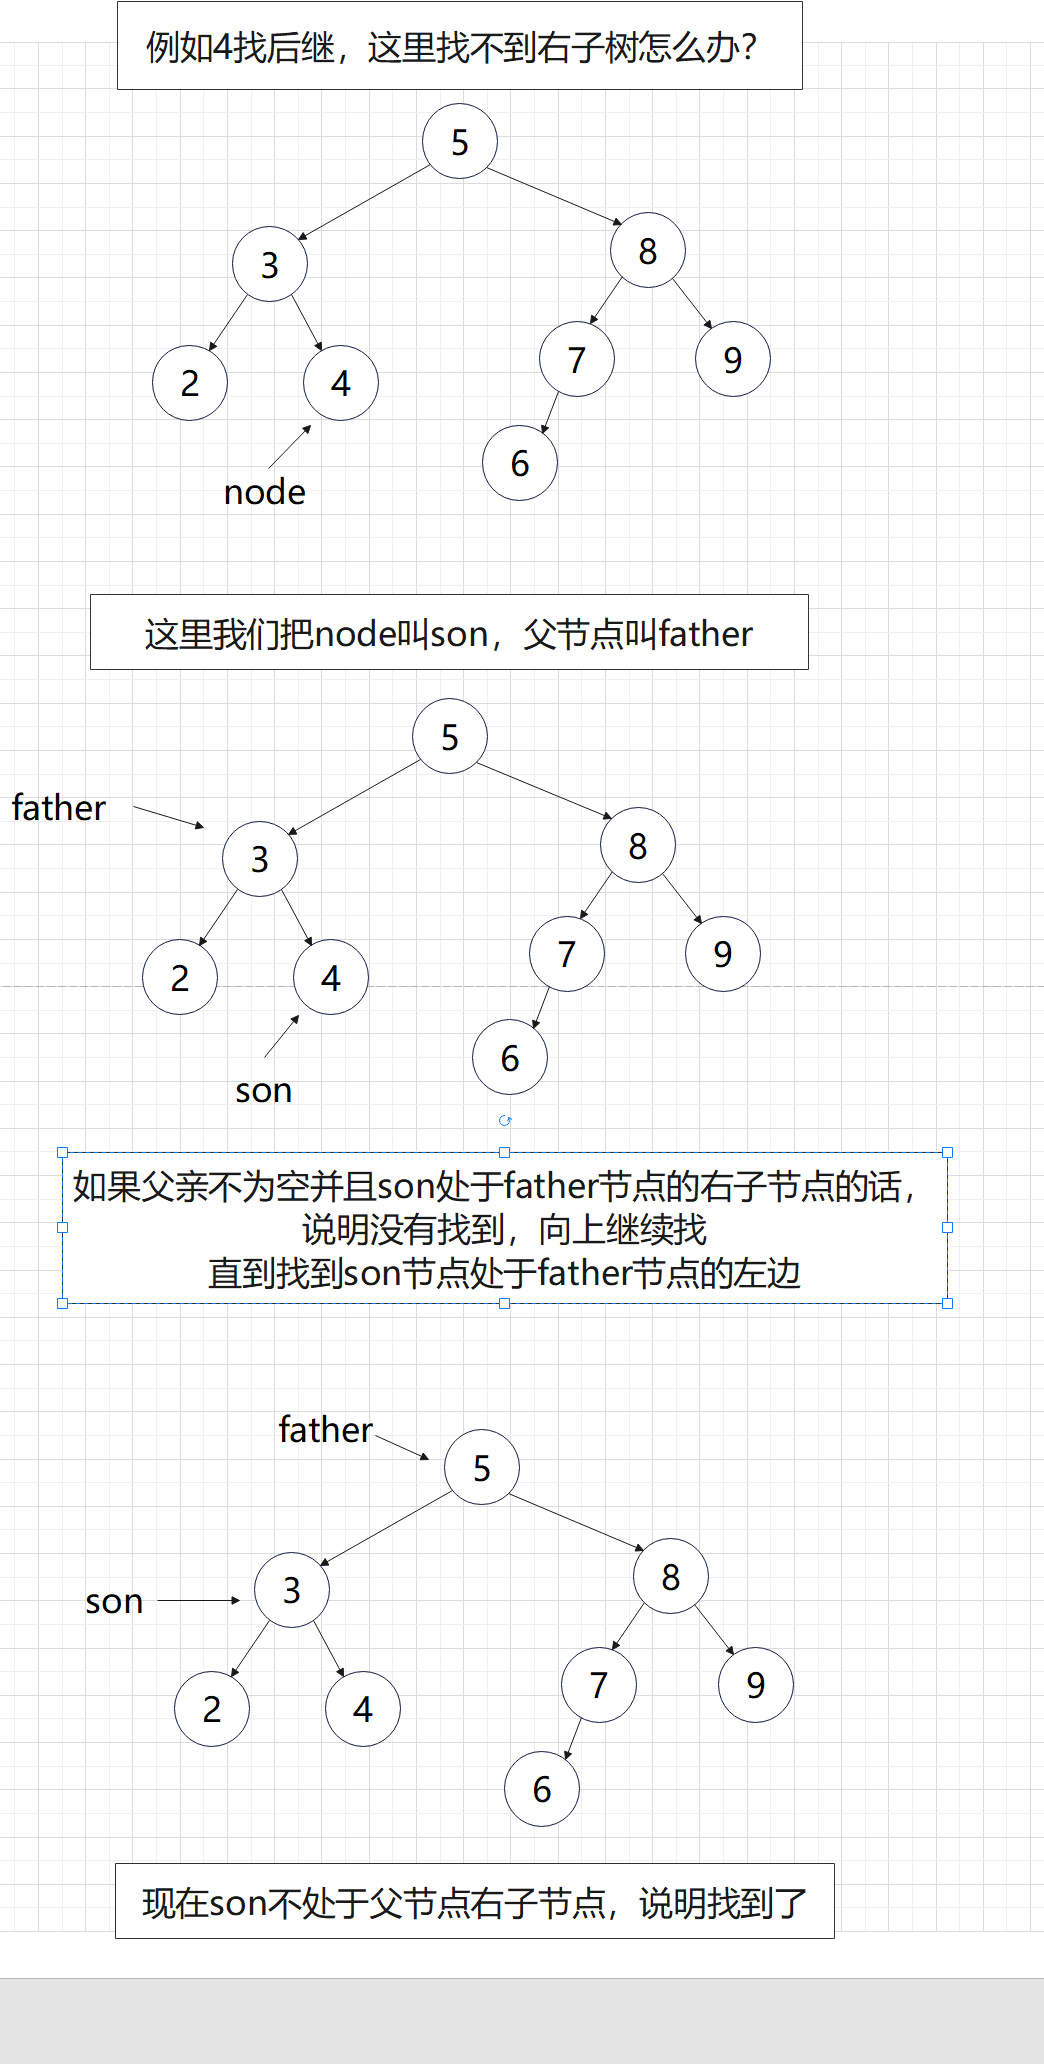 例如4找后继，这里找不到右子树怎么办？
5
3
8
2
4
7
9
6
node
这里我们把node叫son，父节点叫father
5
father
3
8
2
4
7
9
6
son
如果父亲不为空并且son处于father节点的右子节点的话，
说明没有找到，向上继续找
直到找到son节点处于father节点的左边
father
5
son
3
8
2
4
7
9
6
现在son不处于父节点右子节点，说明找到了